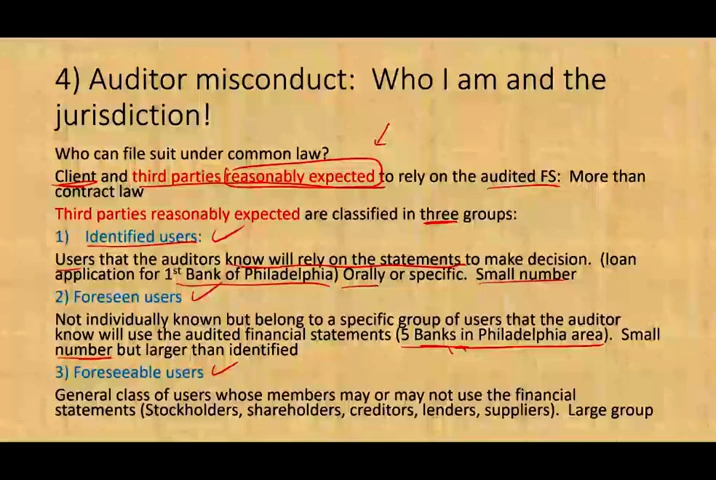 4) Auditor misconduct: Who I am and the
jurisdiction!
Who can file suit under common law?
Client and third parties reasonably expected to rely on the audited FS: More than
contract law
Third parties reasonably expected are classified in three groups:
1) Identified users:
Users that the auditors know will rely on the statements to make decision. (loan
application for 1st Bank of Philadelphia) Orally or specific. Small number
2) Foreseen users
Not individually known but belong to a specific group of users that the auditor
know will use the audited financial statements (5 Banks in Philadelphia area). Small
number but larger than identified
3) Foreseeable users
General class of users whose members may or may not use the financial
statements (Stockholders, shareholders, creditors, lenders, suppliers). Large group